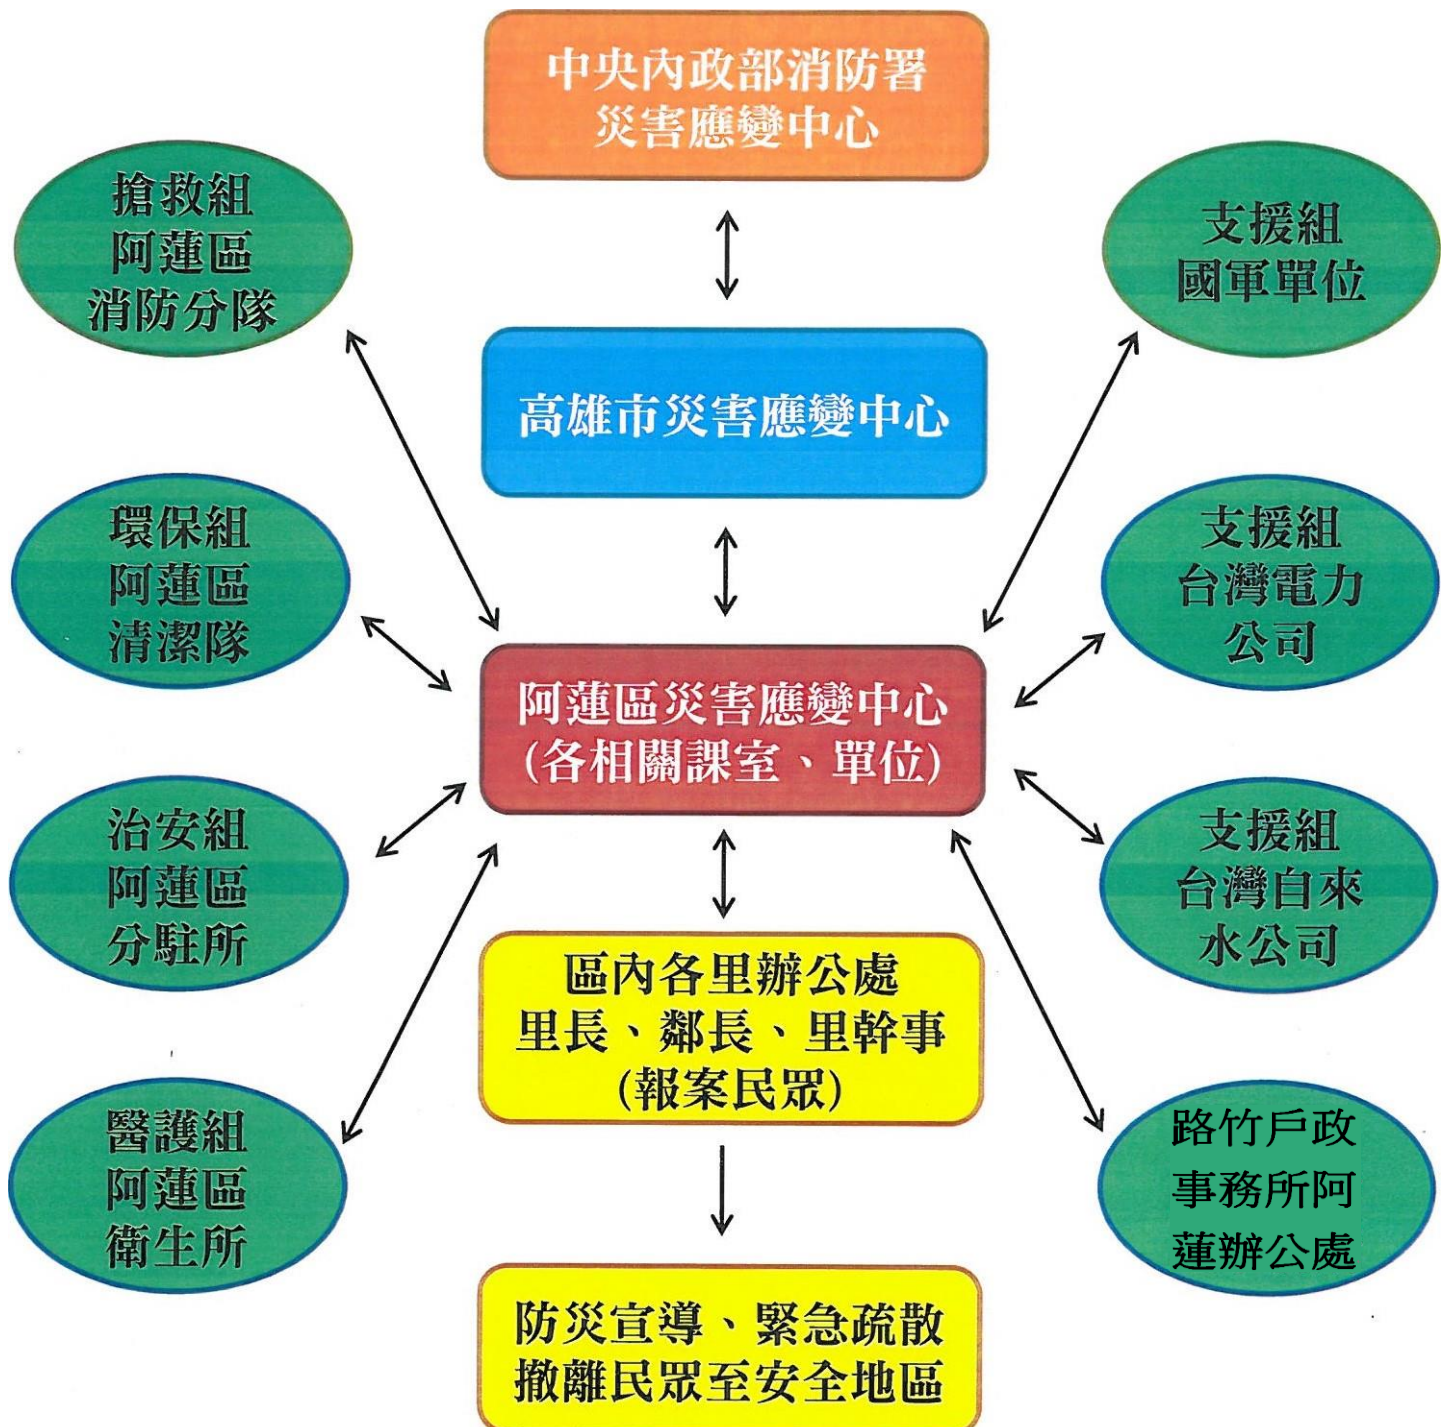 中央內政部消防署
災害應變中心
搶救組
阿蓮區
消防分隊
支援組
國軍單位
高雄市災害應變中心
環保組
阿蓮區
清潔隊
支援組
台灣電力
公司
阿蓮區災害應變中心
(各相關課室、單位)
治安組
阿蓮區
分駐所
支援組
台灣自來
水公司
區內各里辦公處
里長、鄰長、里幹事
(報案民眾)
醫護組
阿蓮區
衛生所
路竹戶政
事務所阿
蓮辦公處
防災宣導、緊急疏散
撤離民眾至安全地區